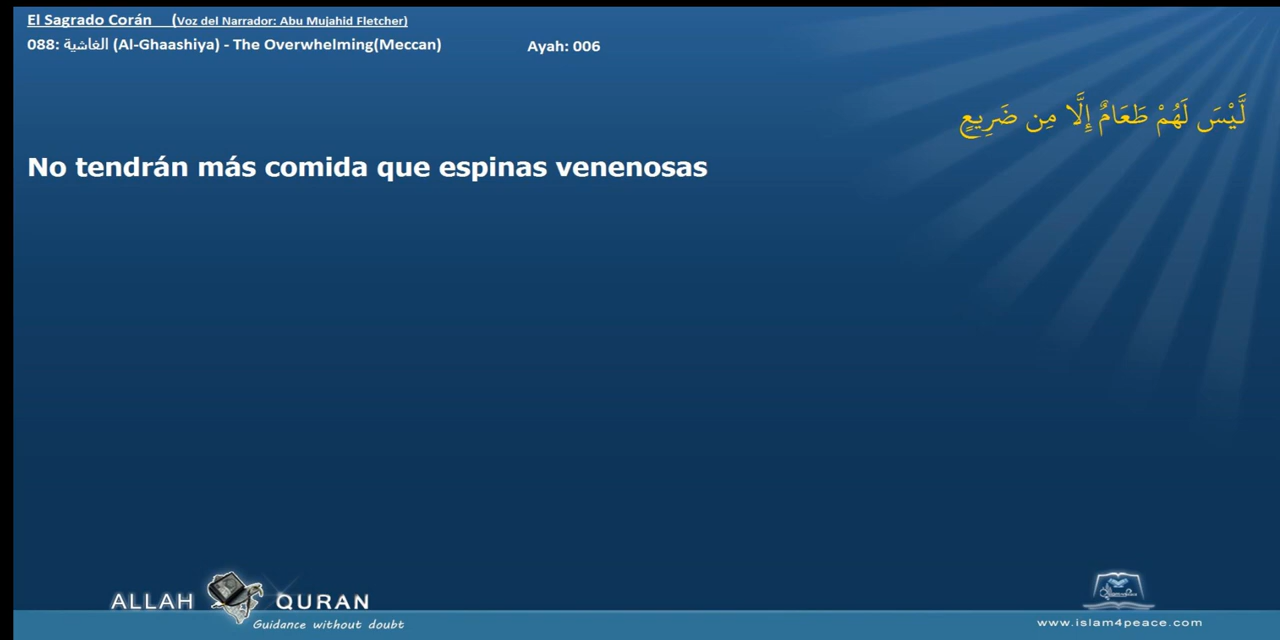 El Sagrado Corán (Voz del Narrador: Abu Mujahid Fletcher)
088: الغاشية (Al-Ghaashiya) - The Overwhelming(Meccan) Ayah: 006
لَّيْسَ لَهُمْ طَعَامٌ إِلَّا مِن ضَرِيعٍ
No tendrán más comida que espinas venenosas
ALLAH QURAN
Guidance without doubt
www.islam4peace.com